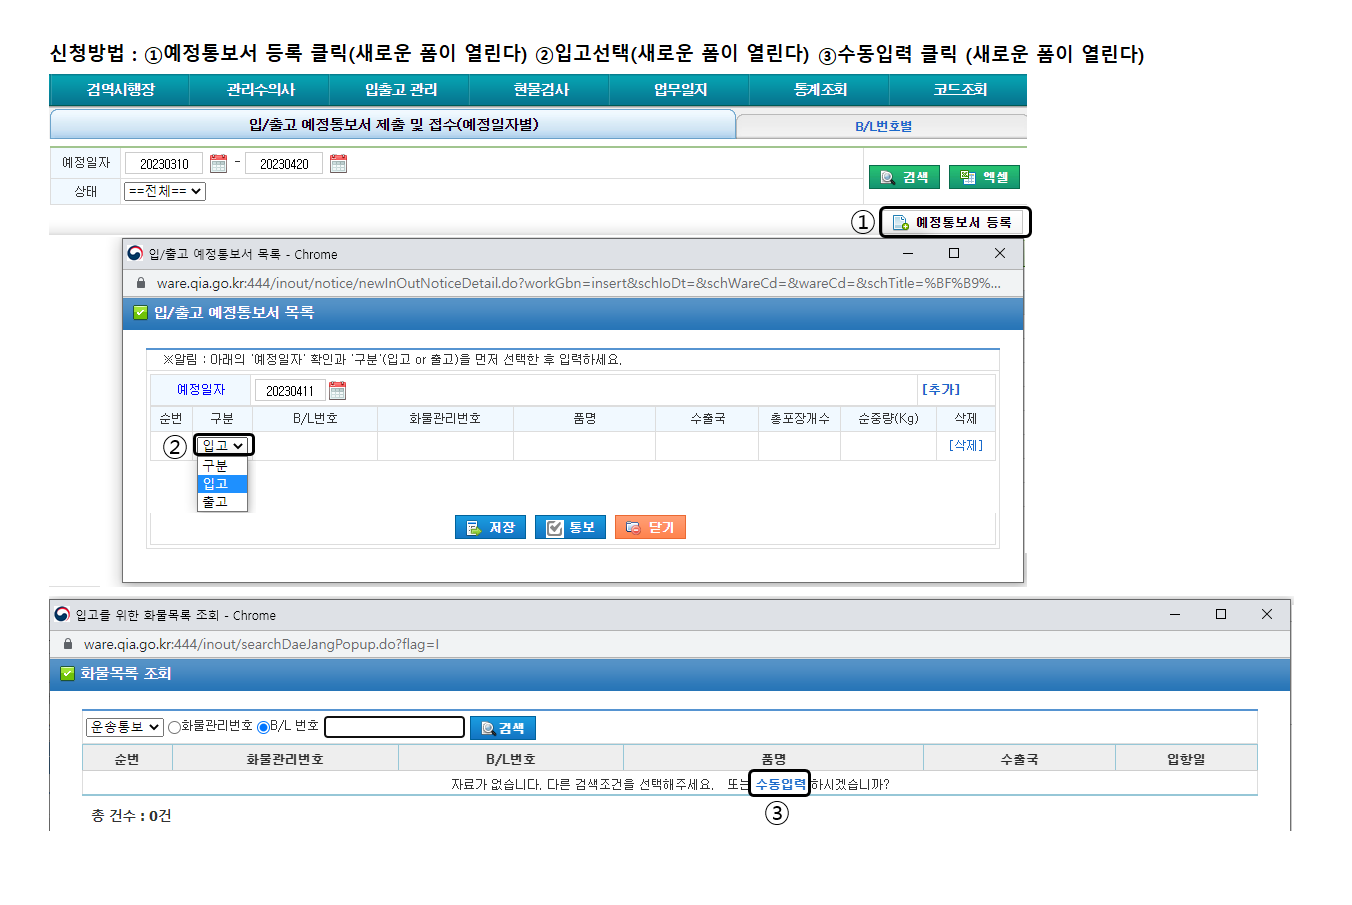 신청방법 : ①예정통보서 등록 클릭(새로운 폼이 열린다) ②입고선택(새로운 폼이 열린다) ③수동입력 클릭 (새로운 폼이 열린다)
검역시행장 관리수의사 입출고 관리 현물검사 업무일지 통계조회 코드조회
입/출고 예정통보서 제출 및 접수(예정일자별) B/L번호별
예정일자 20230310 - 20230420
상태 ==전체==
검색 엑셀
① 예정통보서 등록
입/출고 예정통보서 목록 - Chrome
ware.qia.go.kr:444/inout/notice/newInOutNoticeDetail.do?workGbn=insert&schIoDt=&schWareCd=&wareCd=&schTitle=%BF%B9%...
입/출고 예정통보서 목록
※알림 : 아래의 '예정일자' 확인과 '구분'(입고 or 출고)을 먼저 선택한 후 입력하세요.
예정일자 20230411 [추가]
순번 구분 B/L번호 화물관리번호 품명 수출국 총포장개수 순중량(Kg) 삭제
② 입고 [삭제]
구분
입고
출고
저장 통보 닫기
입고를 위한 화물목록 조회 - Chrome
ware.qia.go.kr:444/inout/searchDaeJangPopup.do?flag=I
화물목록 조회
운송통보 화물관리번호 B/L 번호 검색
순번 화물관리번호 B/L번호 품명 수출국 입항일
자료가 없습니다. 다른 검색조건을 선택해주세요. 또는 수동입력 하시겠습니까?
③
총 건수 : 0건